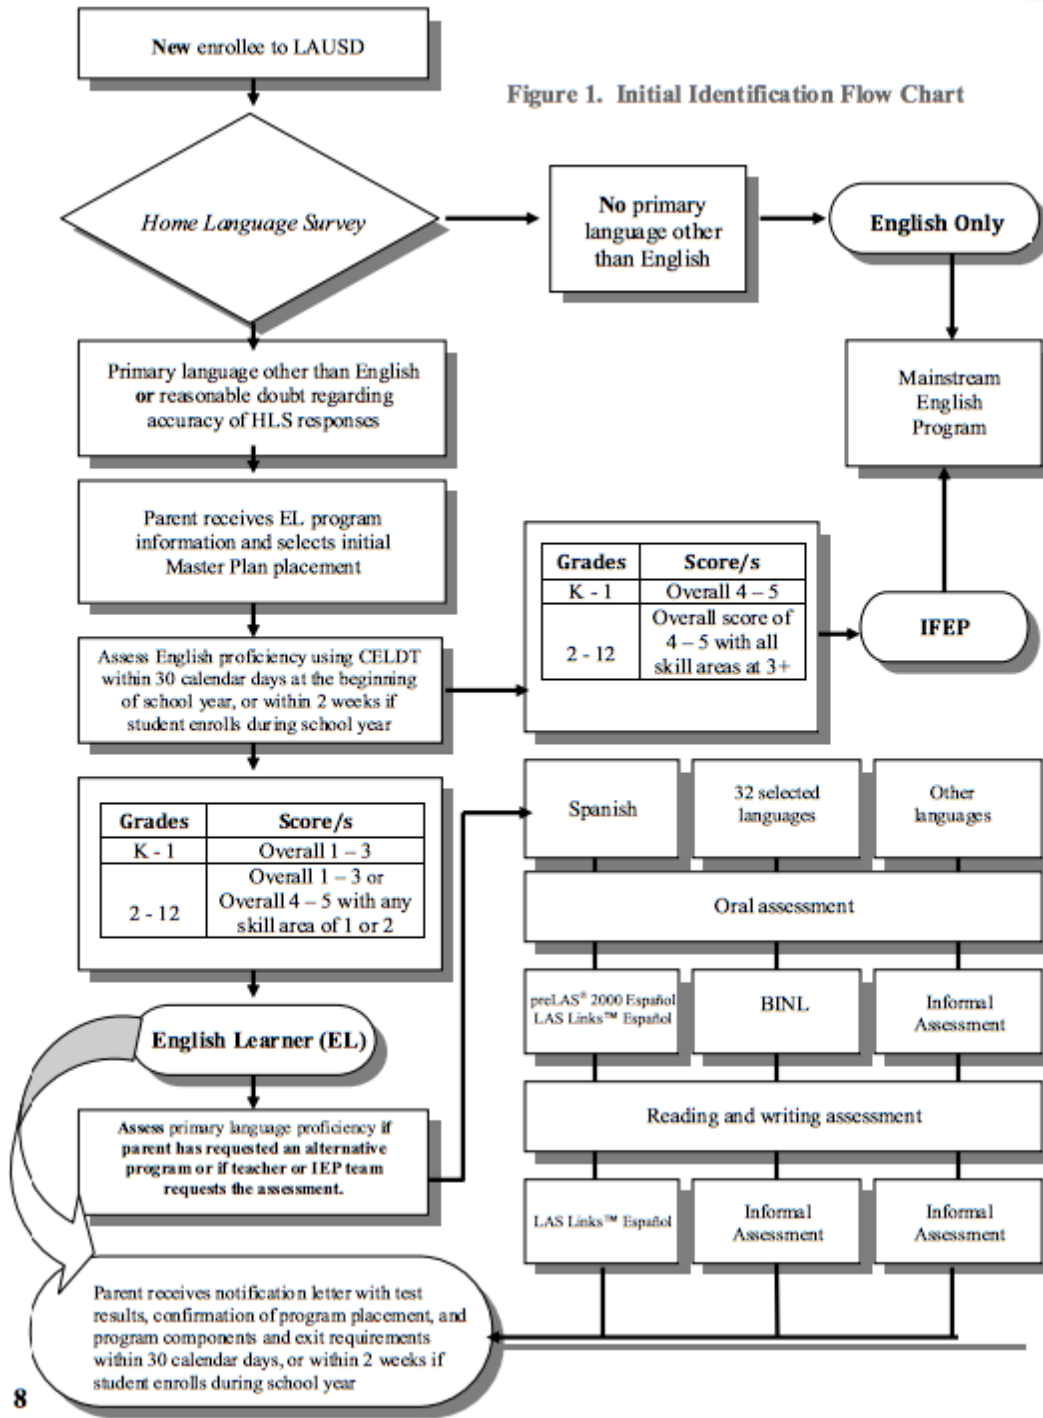 New enrollee to LAUSD
Figure 1. Initial Identification Flow Chart
Home Language Survey
No primary
language other
than English
English Only
Primary language other than English
or reasonable doubt regarding
accuracy of HLS responses
Mainstream
English
Program
Parent receives EL program
information and selects initial
Master Plan placement
Grades Score/s
K - 1 Overall 4 – 5
2 - 12 Overall score of
4 – 5 with all
skill areas at 3+
IFEP
Assess English proficiency using CELDT
within 30 calendar days at the beginning
of school year, or within 2 weeks if
student enrolls during school year
Grades Score/s
K - 1 Overall 1 – 3
2 - 12 Overall 1 – 3 or
Overall 4 – 5 with any
skill area of 1 or 2
Spanish
32 selected
languages
Other
languages
Oral assessment
preLAS® 2000 Español
LAS Links™ Español
BINL
Informal
Assessment
English Learner (EL)
Reading and writing assessment
Assess primary language proficiency if
parent has requested an alternative
program or if teacher or IEP team
requests the assessment.
LAS Links™ Español
Informal
Assessment
Informal
Assessment
Parent receives notification letter with test
results, confirmation of program placement, and
program components and exit requirements
within 30 calendar days, or within 2 weeks if
student enrolls during school year
8